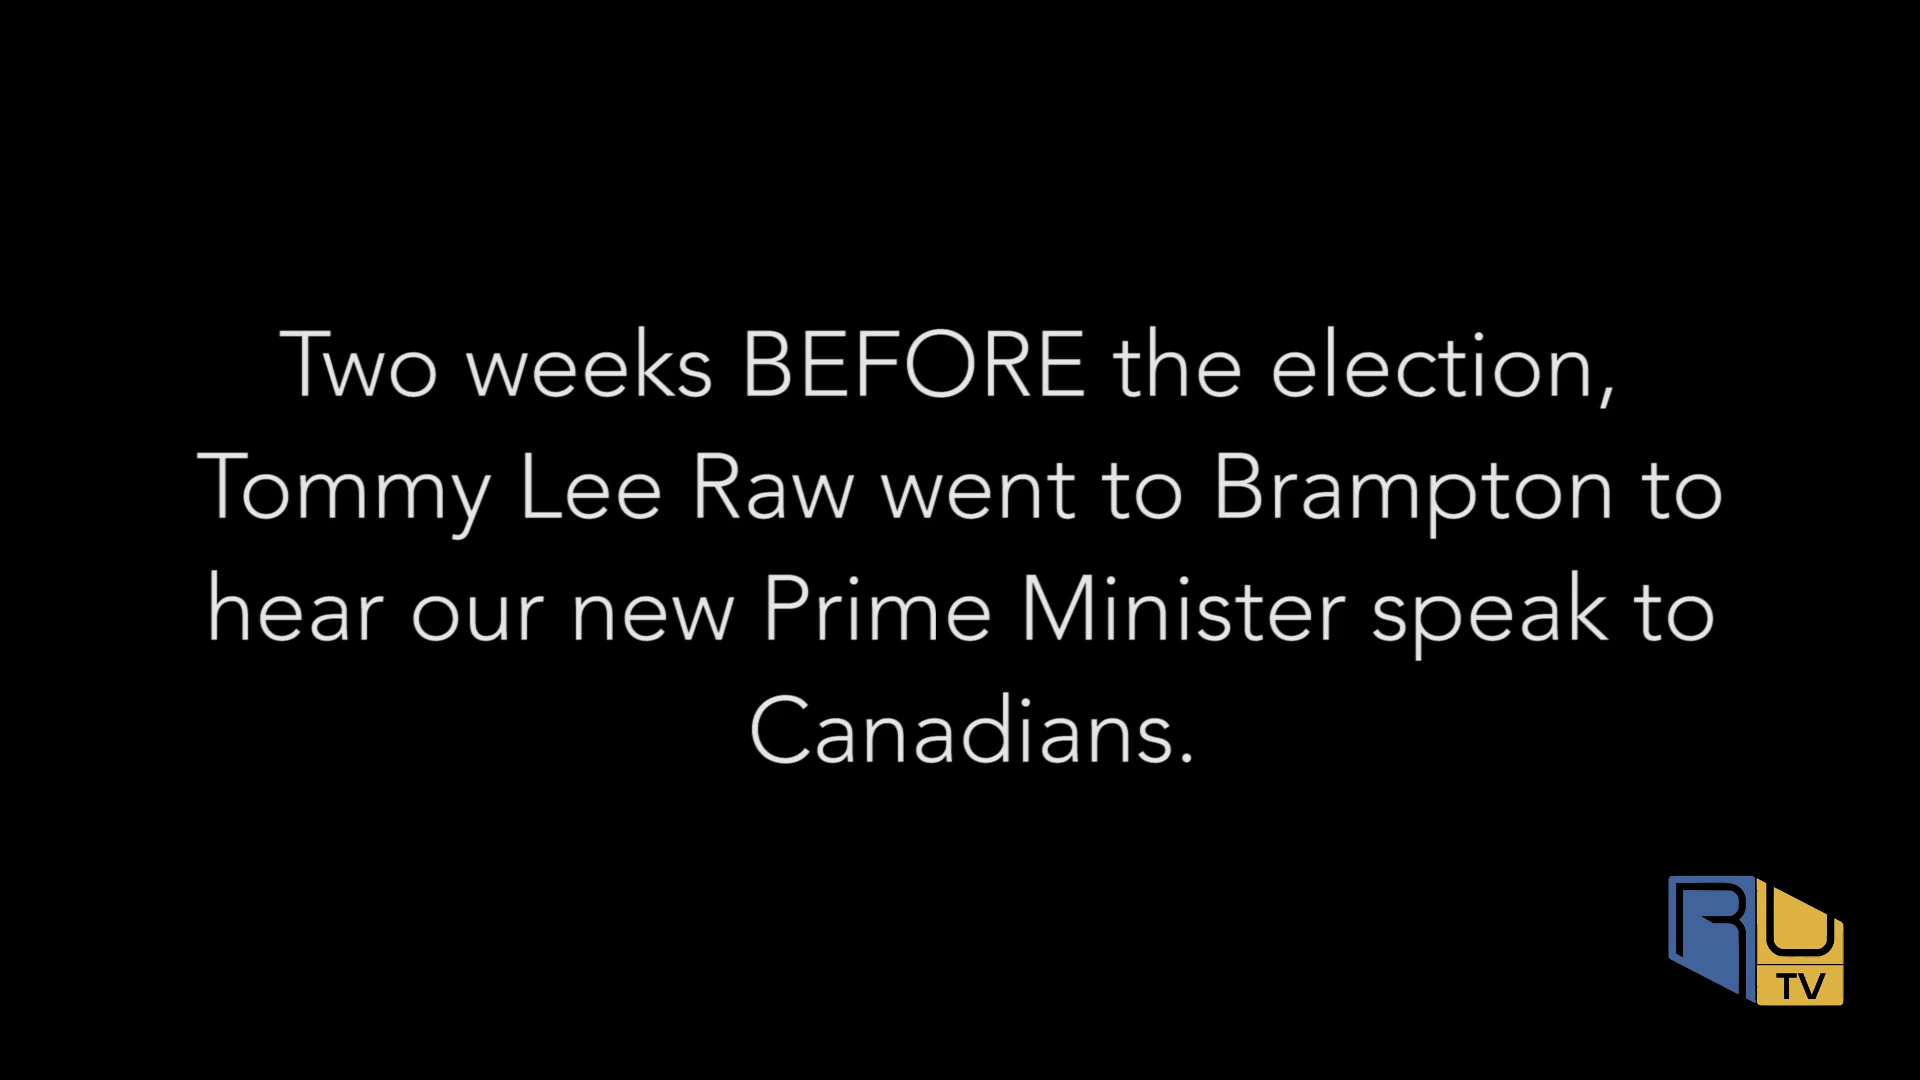 Two weeks BEFORE the election,
Tommy Lee Raw went to Brampton to
hear our new Prime Minister speak to
Canadians.
RU
TV